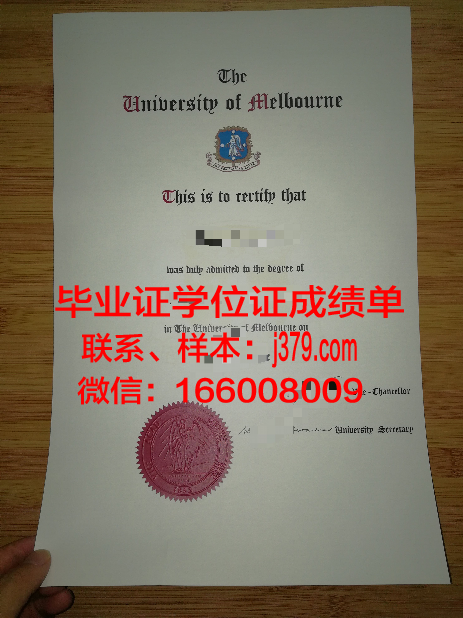 The
University of Melbourne
This is to certify that
was duly admitted to the degree of
毕业证学位证成绩单
in The University of Melbourne on
联系、样本：j379.com
微信：166008009
Vice-Chancellor
University Secretary